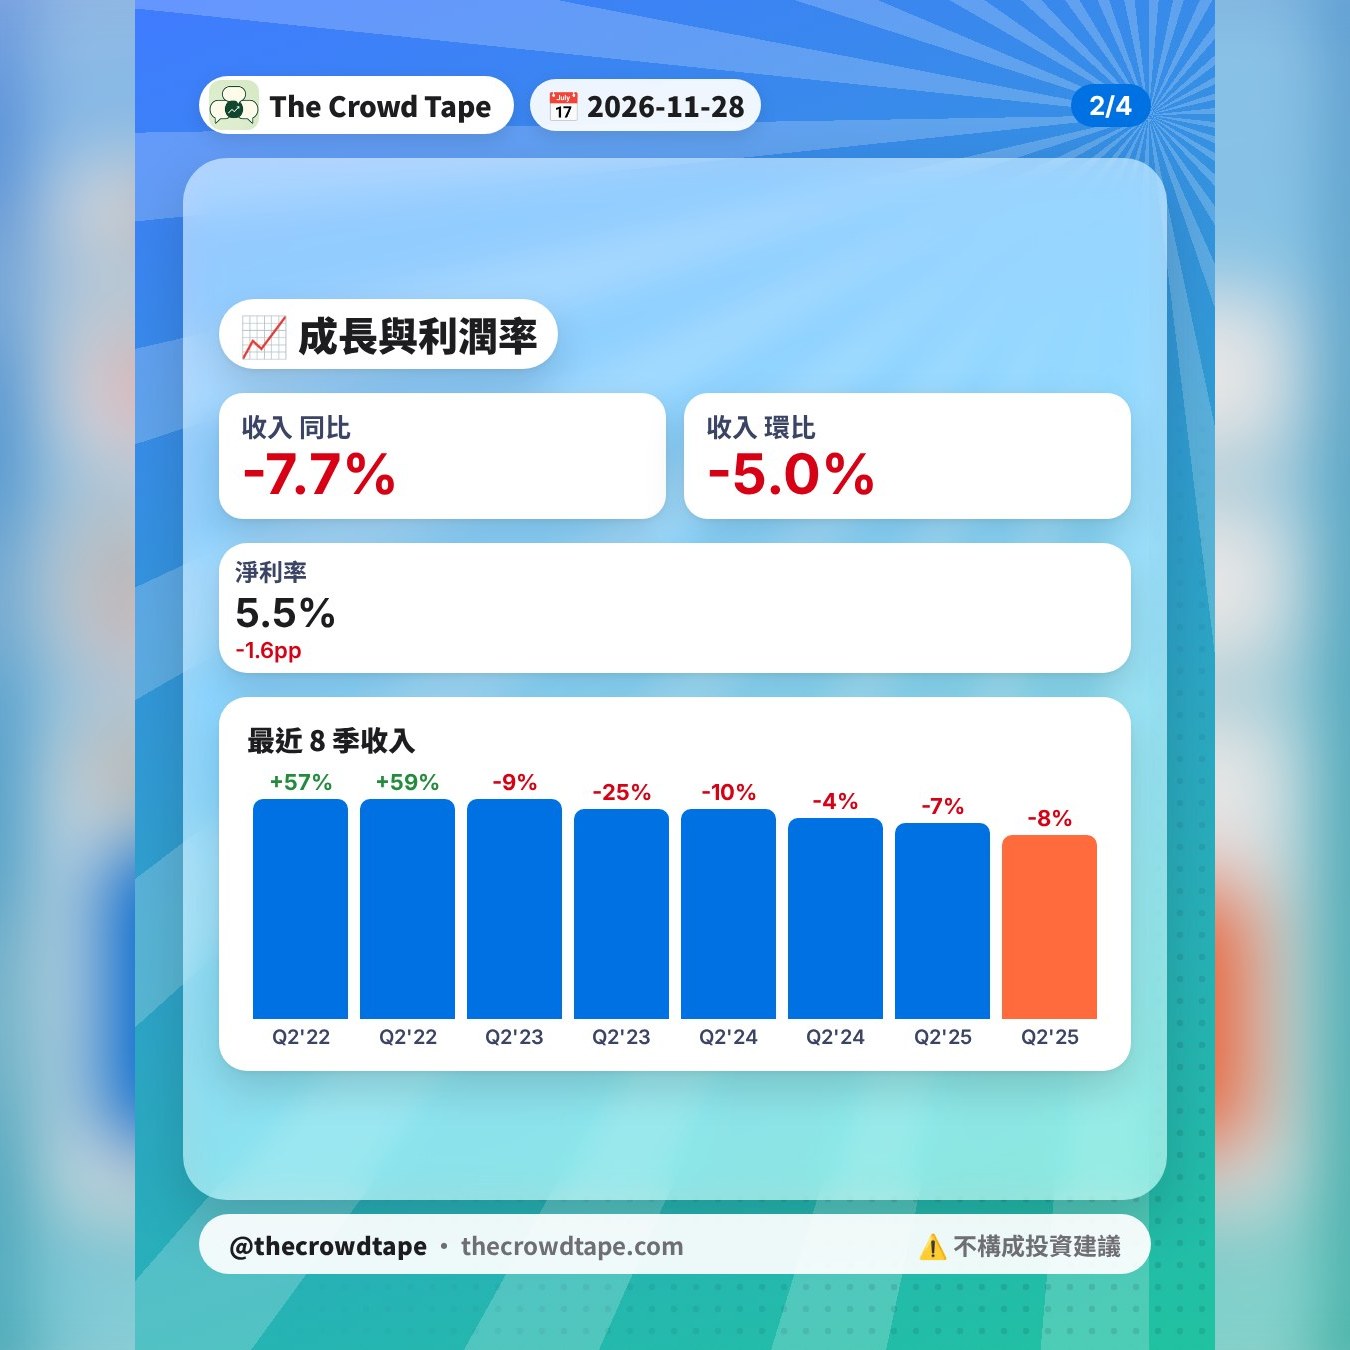 The Crowd Tape
2026-11-28
2/4
成長與利潤率
收入 同比
-7.7%
收入 環比
-5.0%
淨利率
5.5%
-1.6pp
最近 8 季收入
+57% +59% -9% -25% -10% -4% -7% -8%
Q2'22 Q2'22 Q2'23 Q2'23 Q2'24 Q2'24 Q2'25 Q2'25
@thecrowdtape • thecrowdtape.com
⚠️ 不構成投資建議